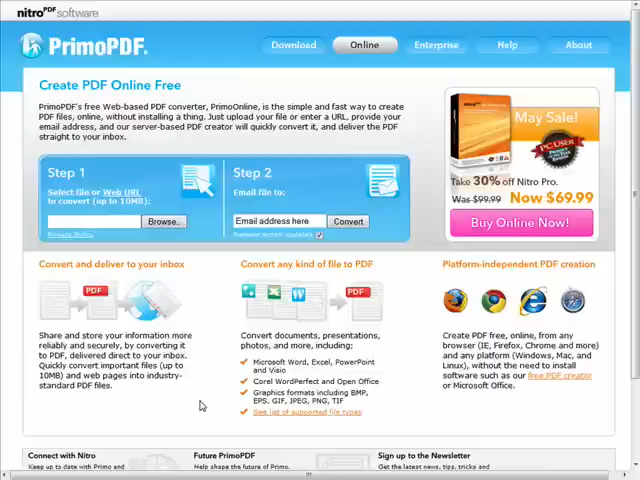 nitroPDF software
PrimoPDF.
Download
Online
Enterprise
Help
About
Create PDF Online Free
PrimoPDF's free Web-based PDF converter, PrimoOnline, is the simple and fast way to create
PDF files, online, without installing a thing. Just upload your file or enter a URL, provide your
email address, and our server-based PDF creator will quickly convert it, and deliver the PDF
straight to your inbox.
Step 1
Select file or Web URL
to convert (up to 10MB):
Browse..
Privacy Policy.
Step 2
Email file to:
Email address here
Convert
May Sale!
PC USER
Take 30% off Nitro Pro.
Was $99.99 Now $69.99
Buy Online Now!
Convert and deliver to your inbox
PDF
Share and store your information more
reliably and securely, by converting it
to PDF, delivered direct to your inbox.
Quickly convert important files (up to
10MB) and web pages into industry-
standard PDF files.
Convert any kind of file to PDF
PDF
Convert documents, presentations,
photos, and more, including:
Microsoft Word, Excel, PowerPoint
and Visio
Corel WordPerfect and Open Office
Graphics formats including BMP,
EPS, GIF, JPEG, PNG, TIF
See list of supported file types
Platform-independent PDF creation
Create PDF free, online, from any
browser (IE, Firefox, Chrome and more)
and any platform (Windows, Mac, and
Linux), without the need to install
software such as our free PDF creator
or Microsoft Office.
Connect with Nitro
Keep up to date with Primo and
Future PrimoPDF
Help shape the future of Primo.
Sign up to the Newsletter
Get the latest news, tips, tricks and